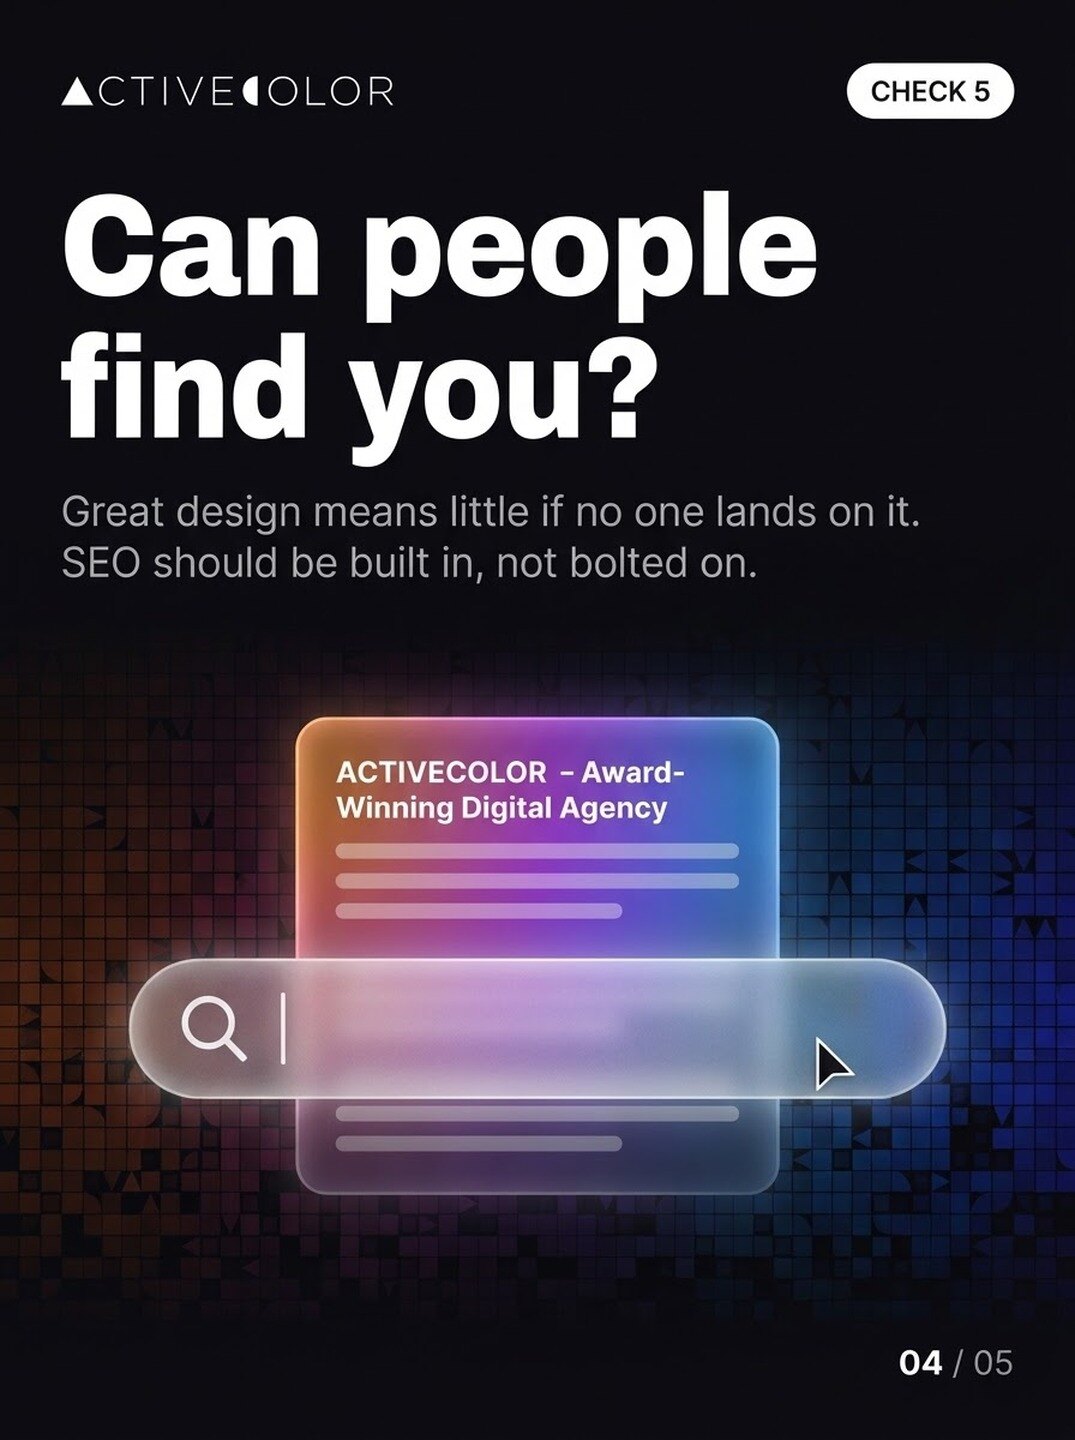 ACTIVECOLOR
CHECK 5
Can people
find you?
Great design means little if no one lands on it.
SEO should be built in, not bolted on.
ACTIVECOLOR – Award-
Winning Digital Agency
04 / 05